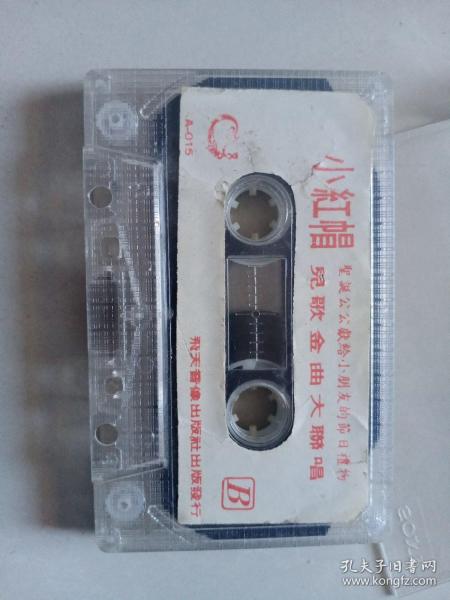 小紅帽
聖誕公公獻給小朋友的節日禮物
兒歌金曲大聯唱
A-015
飛天音像出版社出版發行
B
孔夫子旧书网
www.kongfz.com